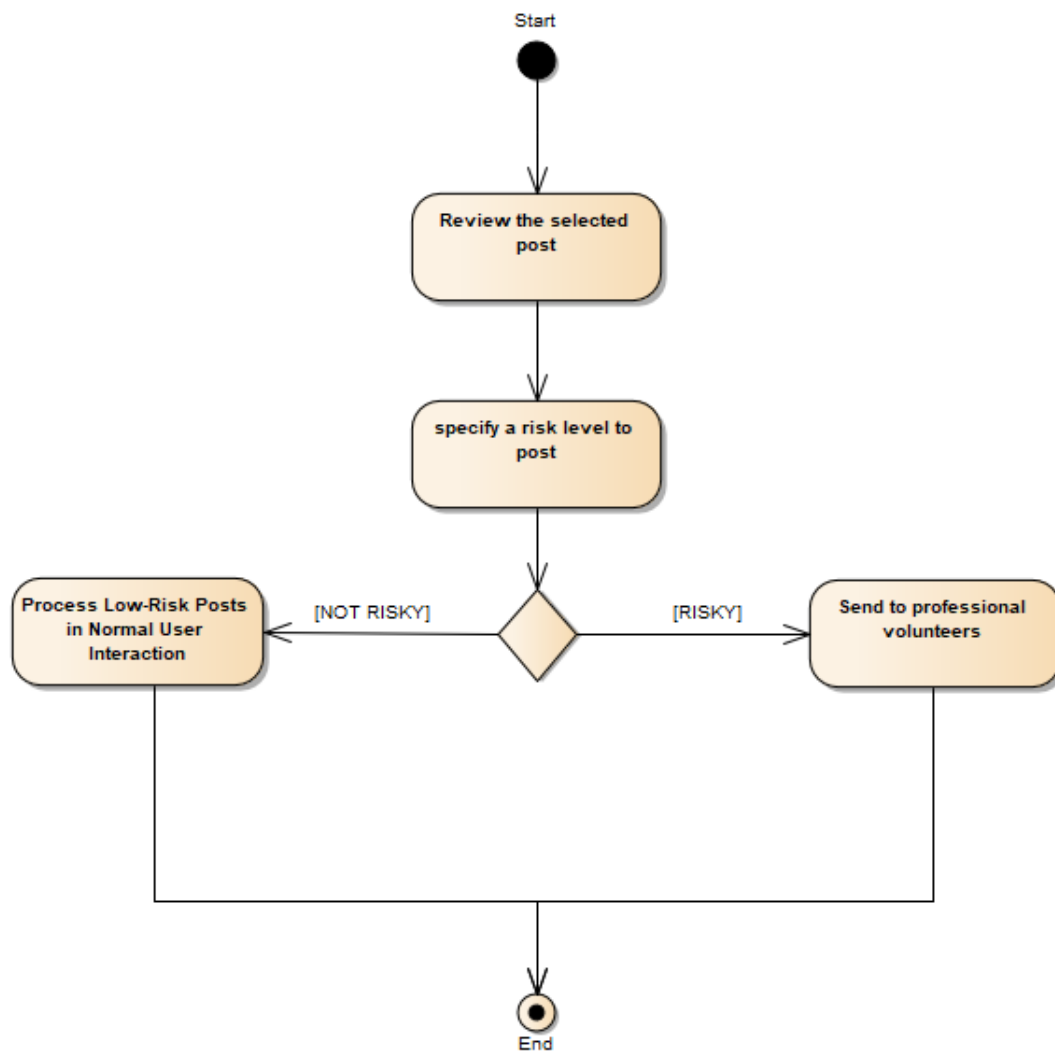 Start
Review the selected
post
specify a risk level to
post
[NOT RISKY]
[RISKY]
Process Low-Risk Posts
in Normal User
Interaction
Send to professional
volunteers
End